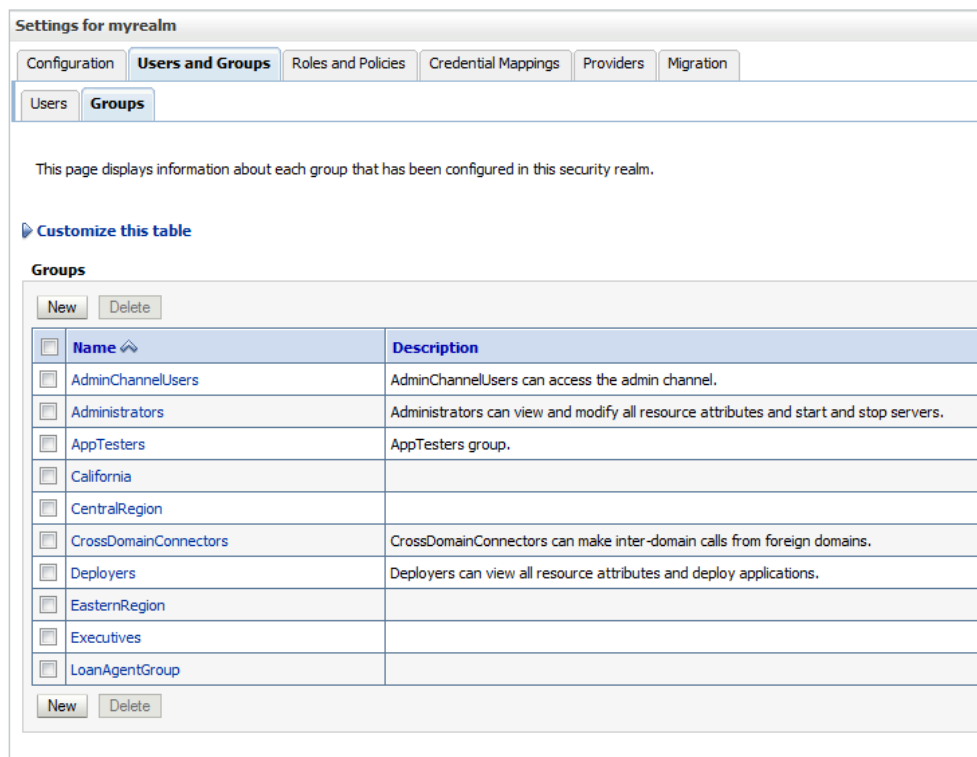 Settings for myrealm
Configuration Users and Groups Roles and Policies Credential Mappings Providers Migration
Users Groups
This page displays information about each group that has been configured in this security realm.
Customize this table
Groups
New Delete
Name Description
AdminChannelUsers AdminChannelUsers can access the admin channel.
Administrators Administrators can view and modify all resource attributes and start and stop servers.
AppTesters AppTesters group.
California
CentralRegion
CrossDomainConnectors CrossDomainConnectors can make inter-domain calls from foreign domains.
Deployers Deployers can view all resource attributes and deploy applications.
EasternRegion
Executives
LoanAgentGroup
New Delete